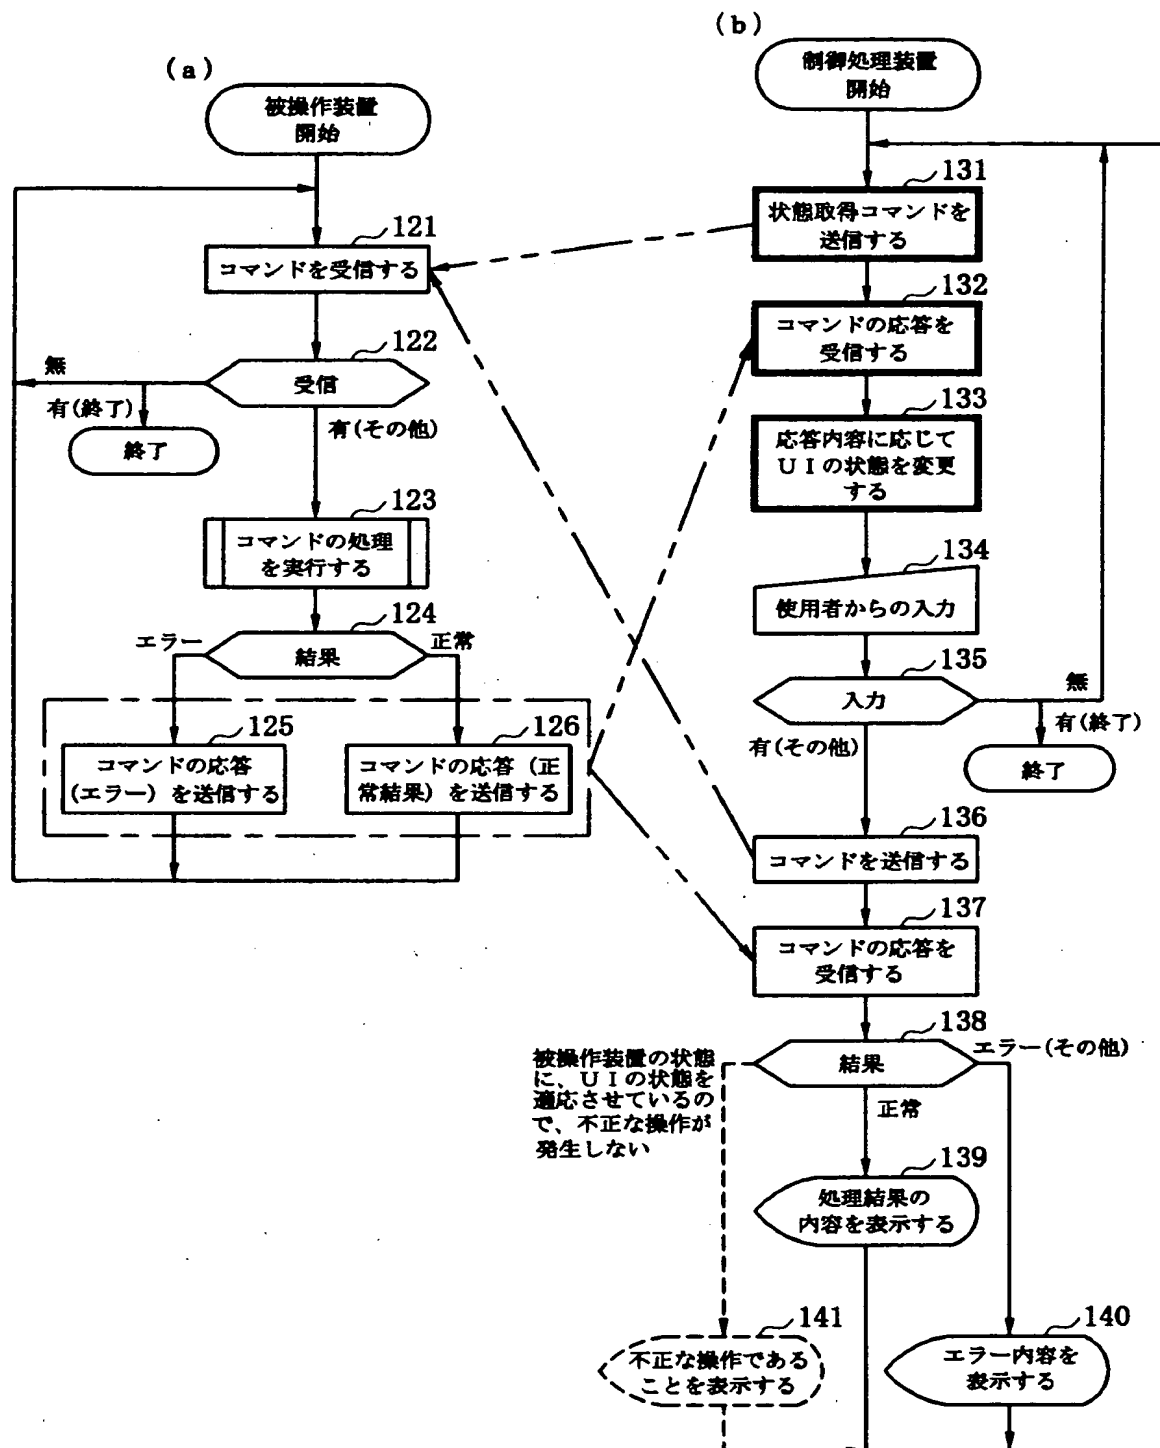 (a)
被操作装置
開始
121
コマンドを受信する
122
受信
無
有(終了)
終了
有(その他)
123
コマンドの処理
を実行する
124
エラー
結果
正常
125
コマンドの応答
(エラー)を送信する
126
コマンドの応答(正
常結果)を送信する
(b)
制御処理装置
開始
131
状態取得コマンドを
送信する
132
コマンドの応答を
受信する
133
応答内容に応じて
UIの状態を変更
する
134
使用者からの入力
135
入力
無
有(終了)
終了
有(その他)
136
コマンドを送信する
137
コマンドの応答を
受信する
138
結果
エラー(その他)
正常
被操作装置の状態
に、UIの状態を
適応させているの
で、不正な操作が
発生しない
139
処理結果の
内容を表示する
141
不正な操作である
ことを表示する
140
エラー内容を
表示する